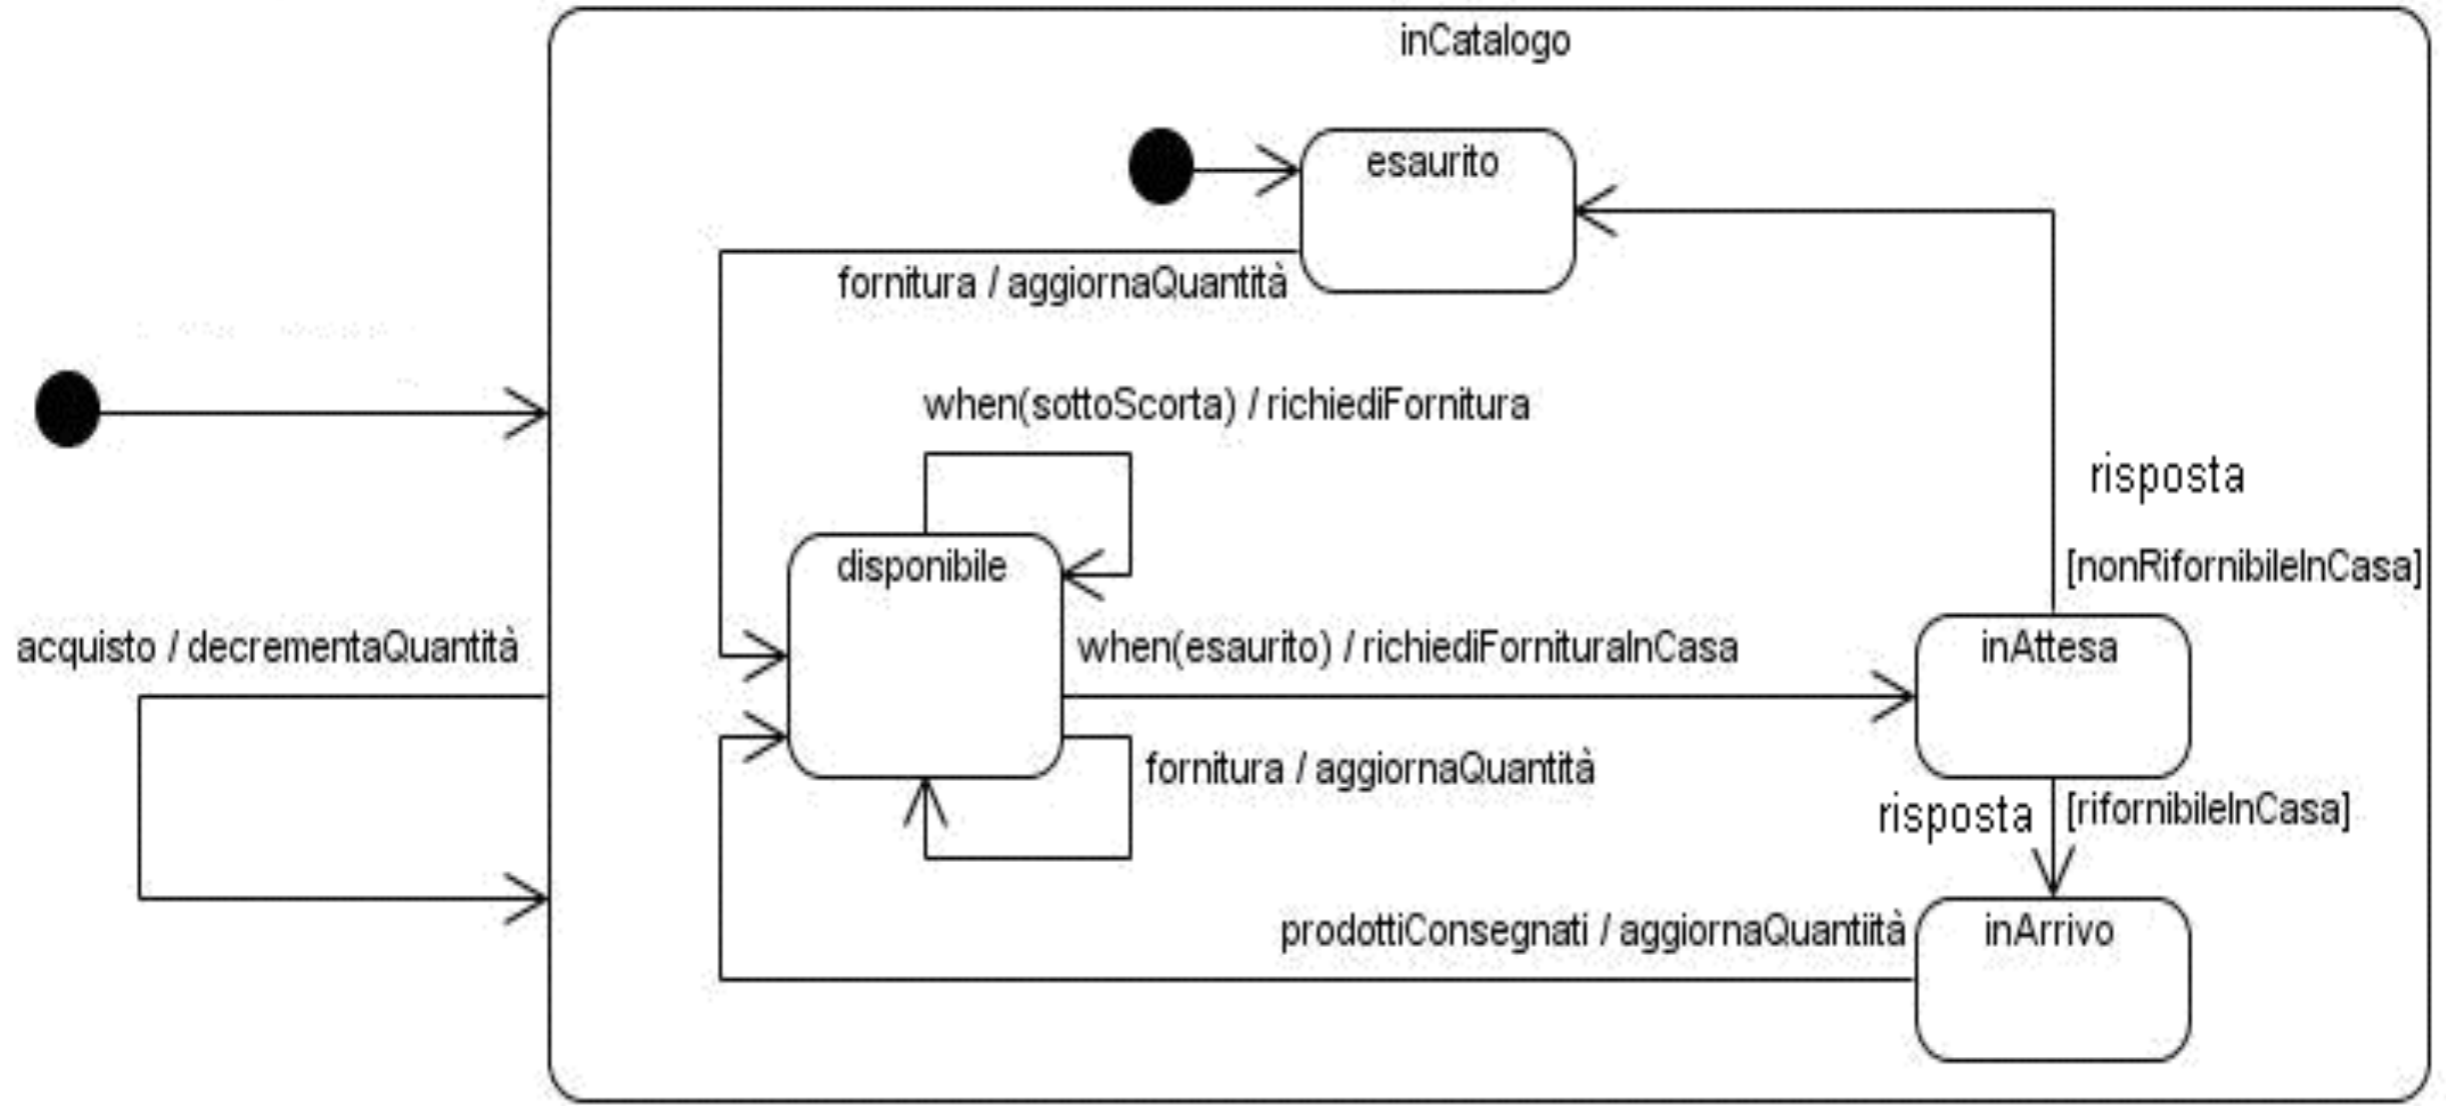 inCatalogo
esaurito
fornitura / aggiornaQuantità
when(sottoScorta) / richiediFornitura
risposta
disponibile
[nonRifornibileInCasa]
acquisto / decrementaQuantità
when(esaurito) / richiediFornituraInCasa
inAttesa
fornitura / aggiornaQuantità
risposta
[rifornibileInCasa]
prodottiConsegnati / aggiornaQuantiità
inArrivo